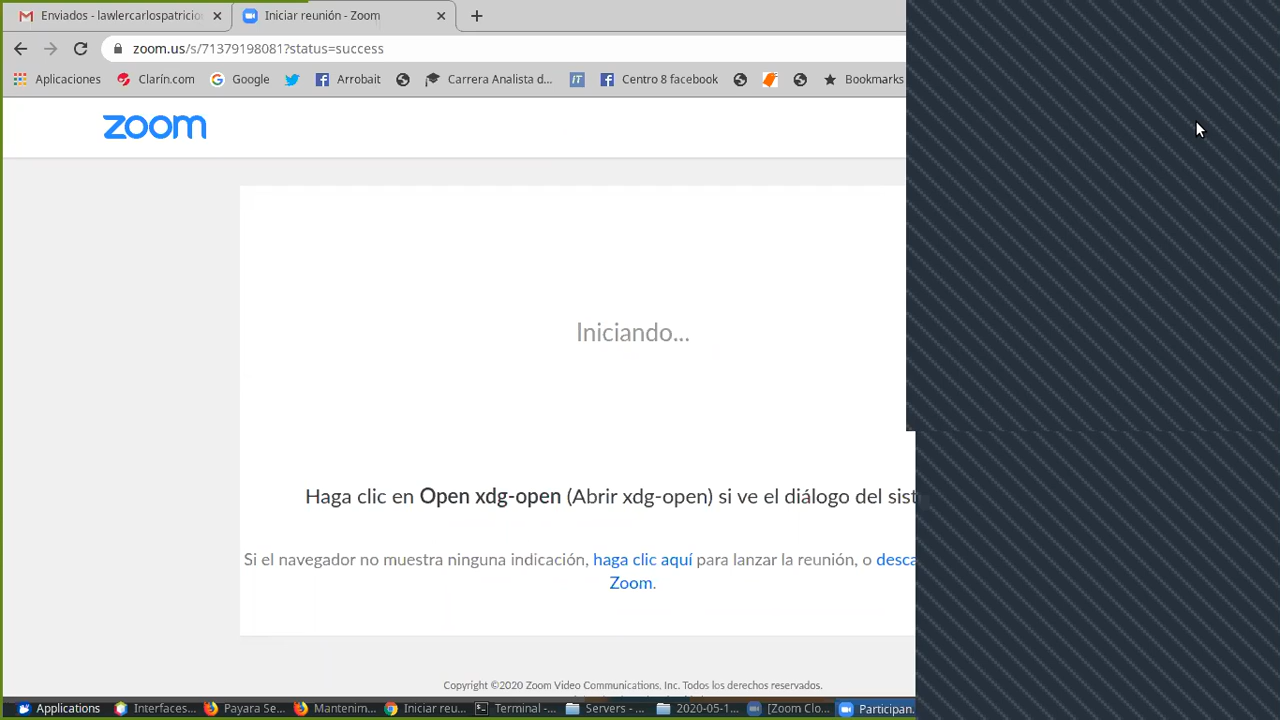 Enviados - lawlercarlospatricio
Iniciar reunión - Zoom
zoom.us/s/71379198081?status=success
Aplicaciones
Clarín.com
Google
Arrobait
Carrera Analista d...
IT
Centro 8 facebook
Bookmarks
zoom
Iniciando...
Haga clic en Open xdg-open (Abrir xdg-open) si ve el diálogo del sist
Si el navegador no muestra ninguna indicación, haga clic aquí para lanzar la reunión, o desca
Zoom.
Copyright ©2020 Zoom Video Communications, Inc. Todos los derechos reservados.
Applications
Interfaces...
Payara Se...
Mantenim...
Iniciar reu...
Terminal -...
Servers - ...
2020-05-1...
[Zoom Clo...
Participan.